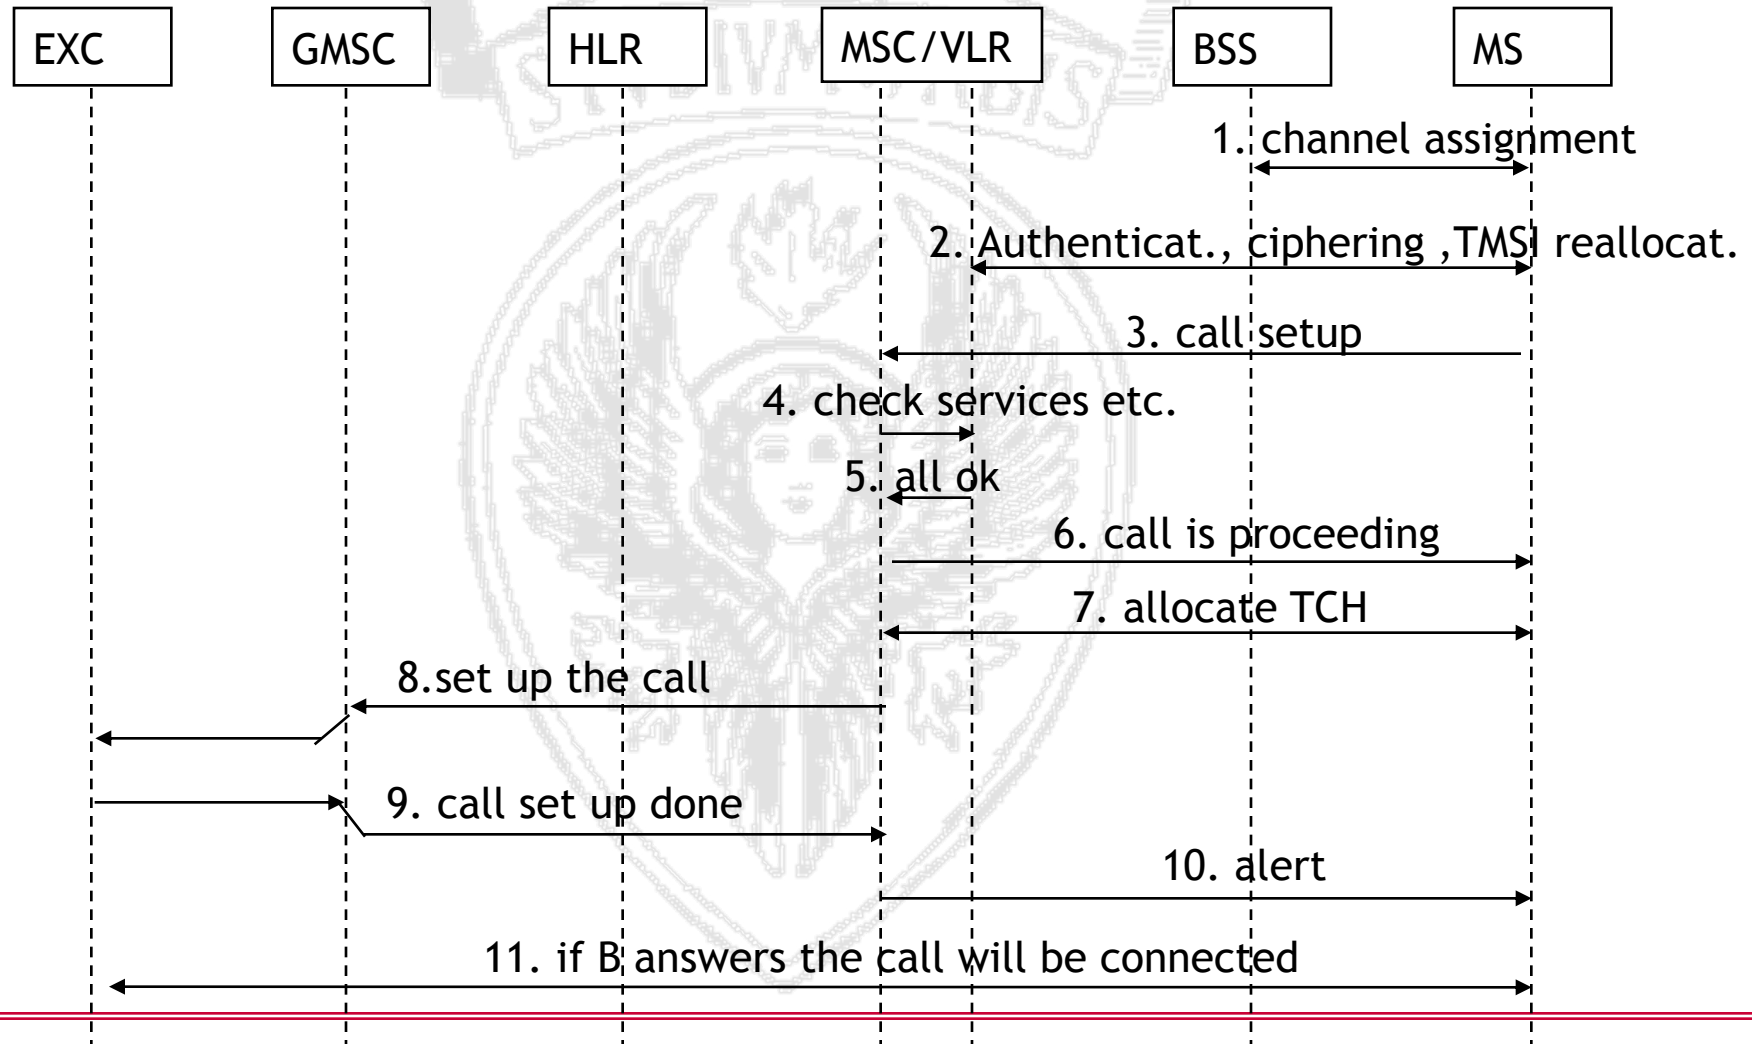 EXC
GMSC
HLR
MSC/VLR
BSS
MS
1. channel assignment
2. Authenticat., ciphering ,TMSI reallocat.
3. call setup
4. check services etc.
5. all ok
6. call is proceeding
7. allocate TCH
8.set up the call
9. call set up done
10. alert
11. if B answers the call will be connected